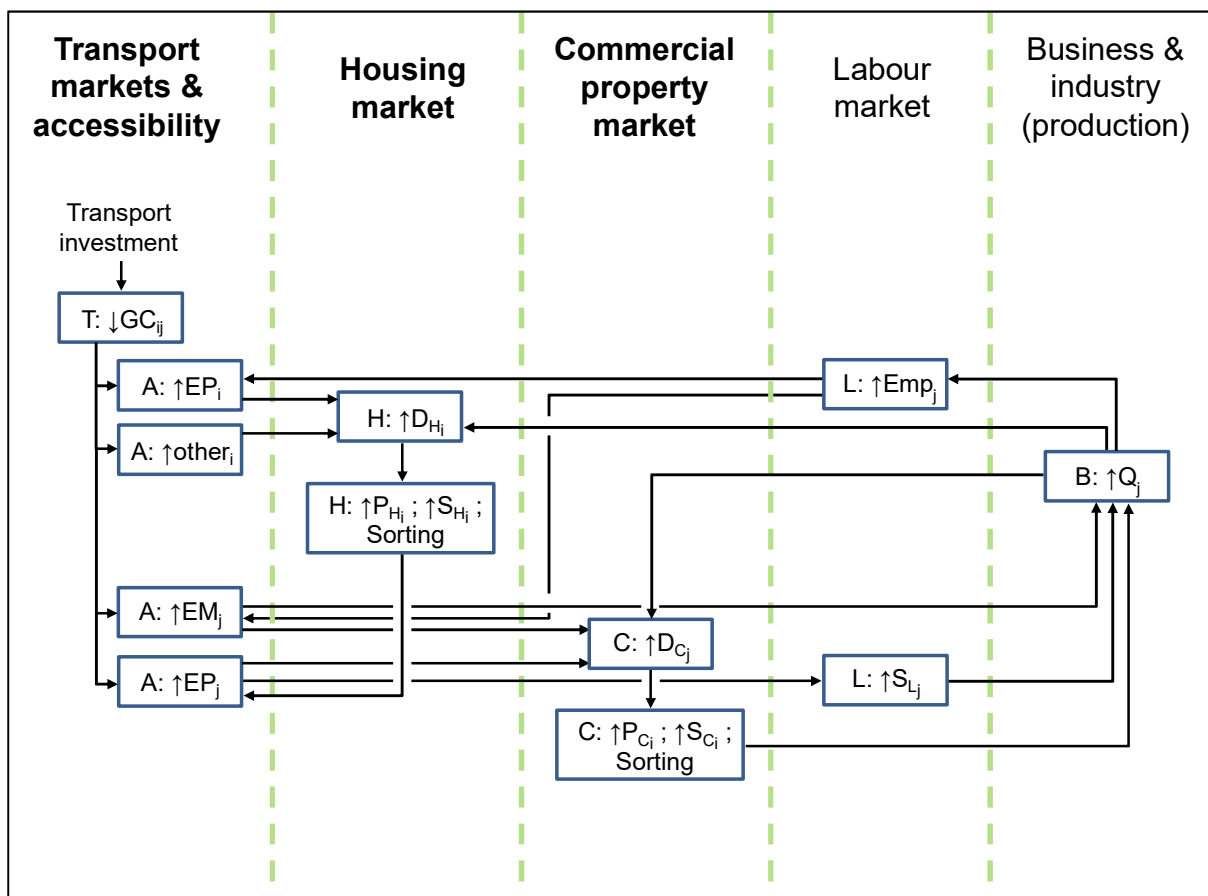 Transport
markets &
accessibility
Housing
market
Commercial
property
market
Labour
market
Business &
industry
(production)
Transport
investment
T: ↓GCij
A: ↑EPi
A: ↑otheri
A: ↑EMj
A: ↑EPj
H: ↑DHi
H: ↑PHi ; ↑SHi ;
Sorting
C: ↑DCj
C: ↑PCi ; ↑SCi ;
Sorting
L: ↑Empj
L: ↑SLj
B: ↑Qj